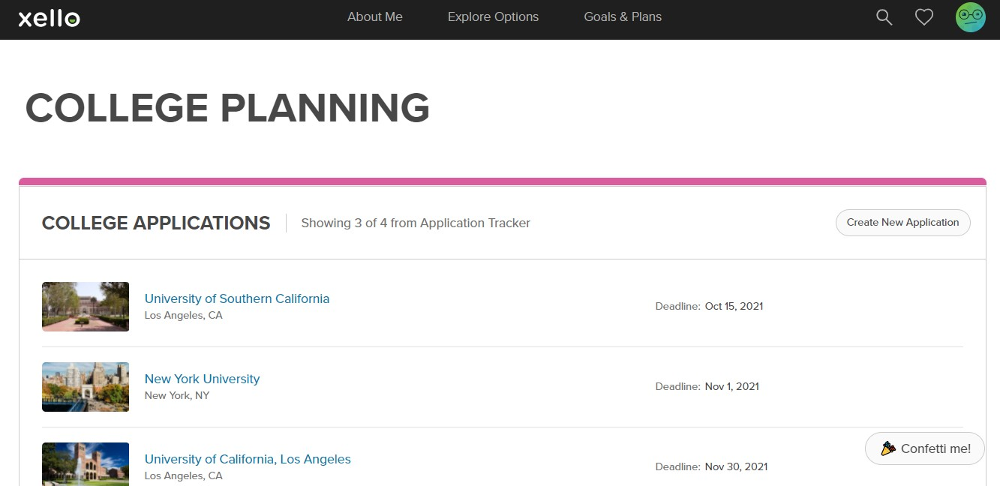 xello
About Me
Explore Options
Goals & Plans
COLLEGE PLANNING
COLLEGE APPLICATIONS
Showing 3 of 4 from Application Tracker
Create New Application
University of Southern California
Los Angeles, CA
Deadline: Oct 15, 2021
New York University
New York, NY
Deadline: Nov 1, 2021
University of California, Los Angeles
Los Angeles, CA
Deadline: Nov 30, 2021
Confetti me!